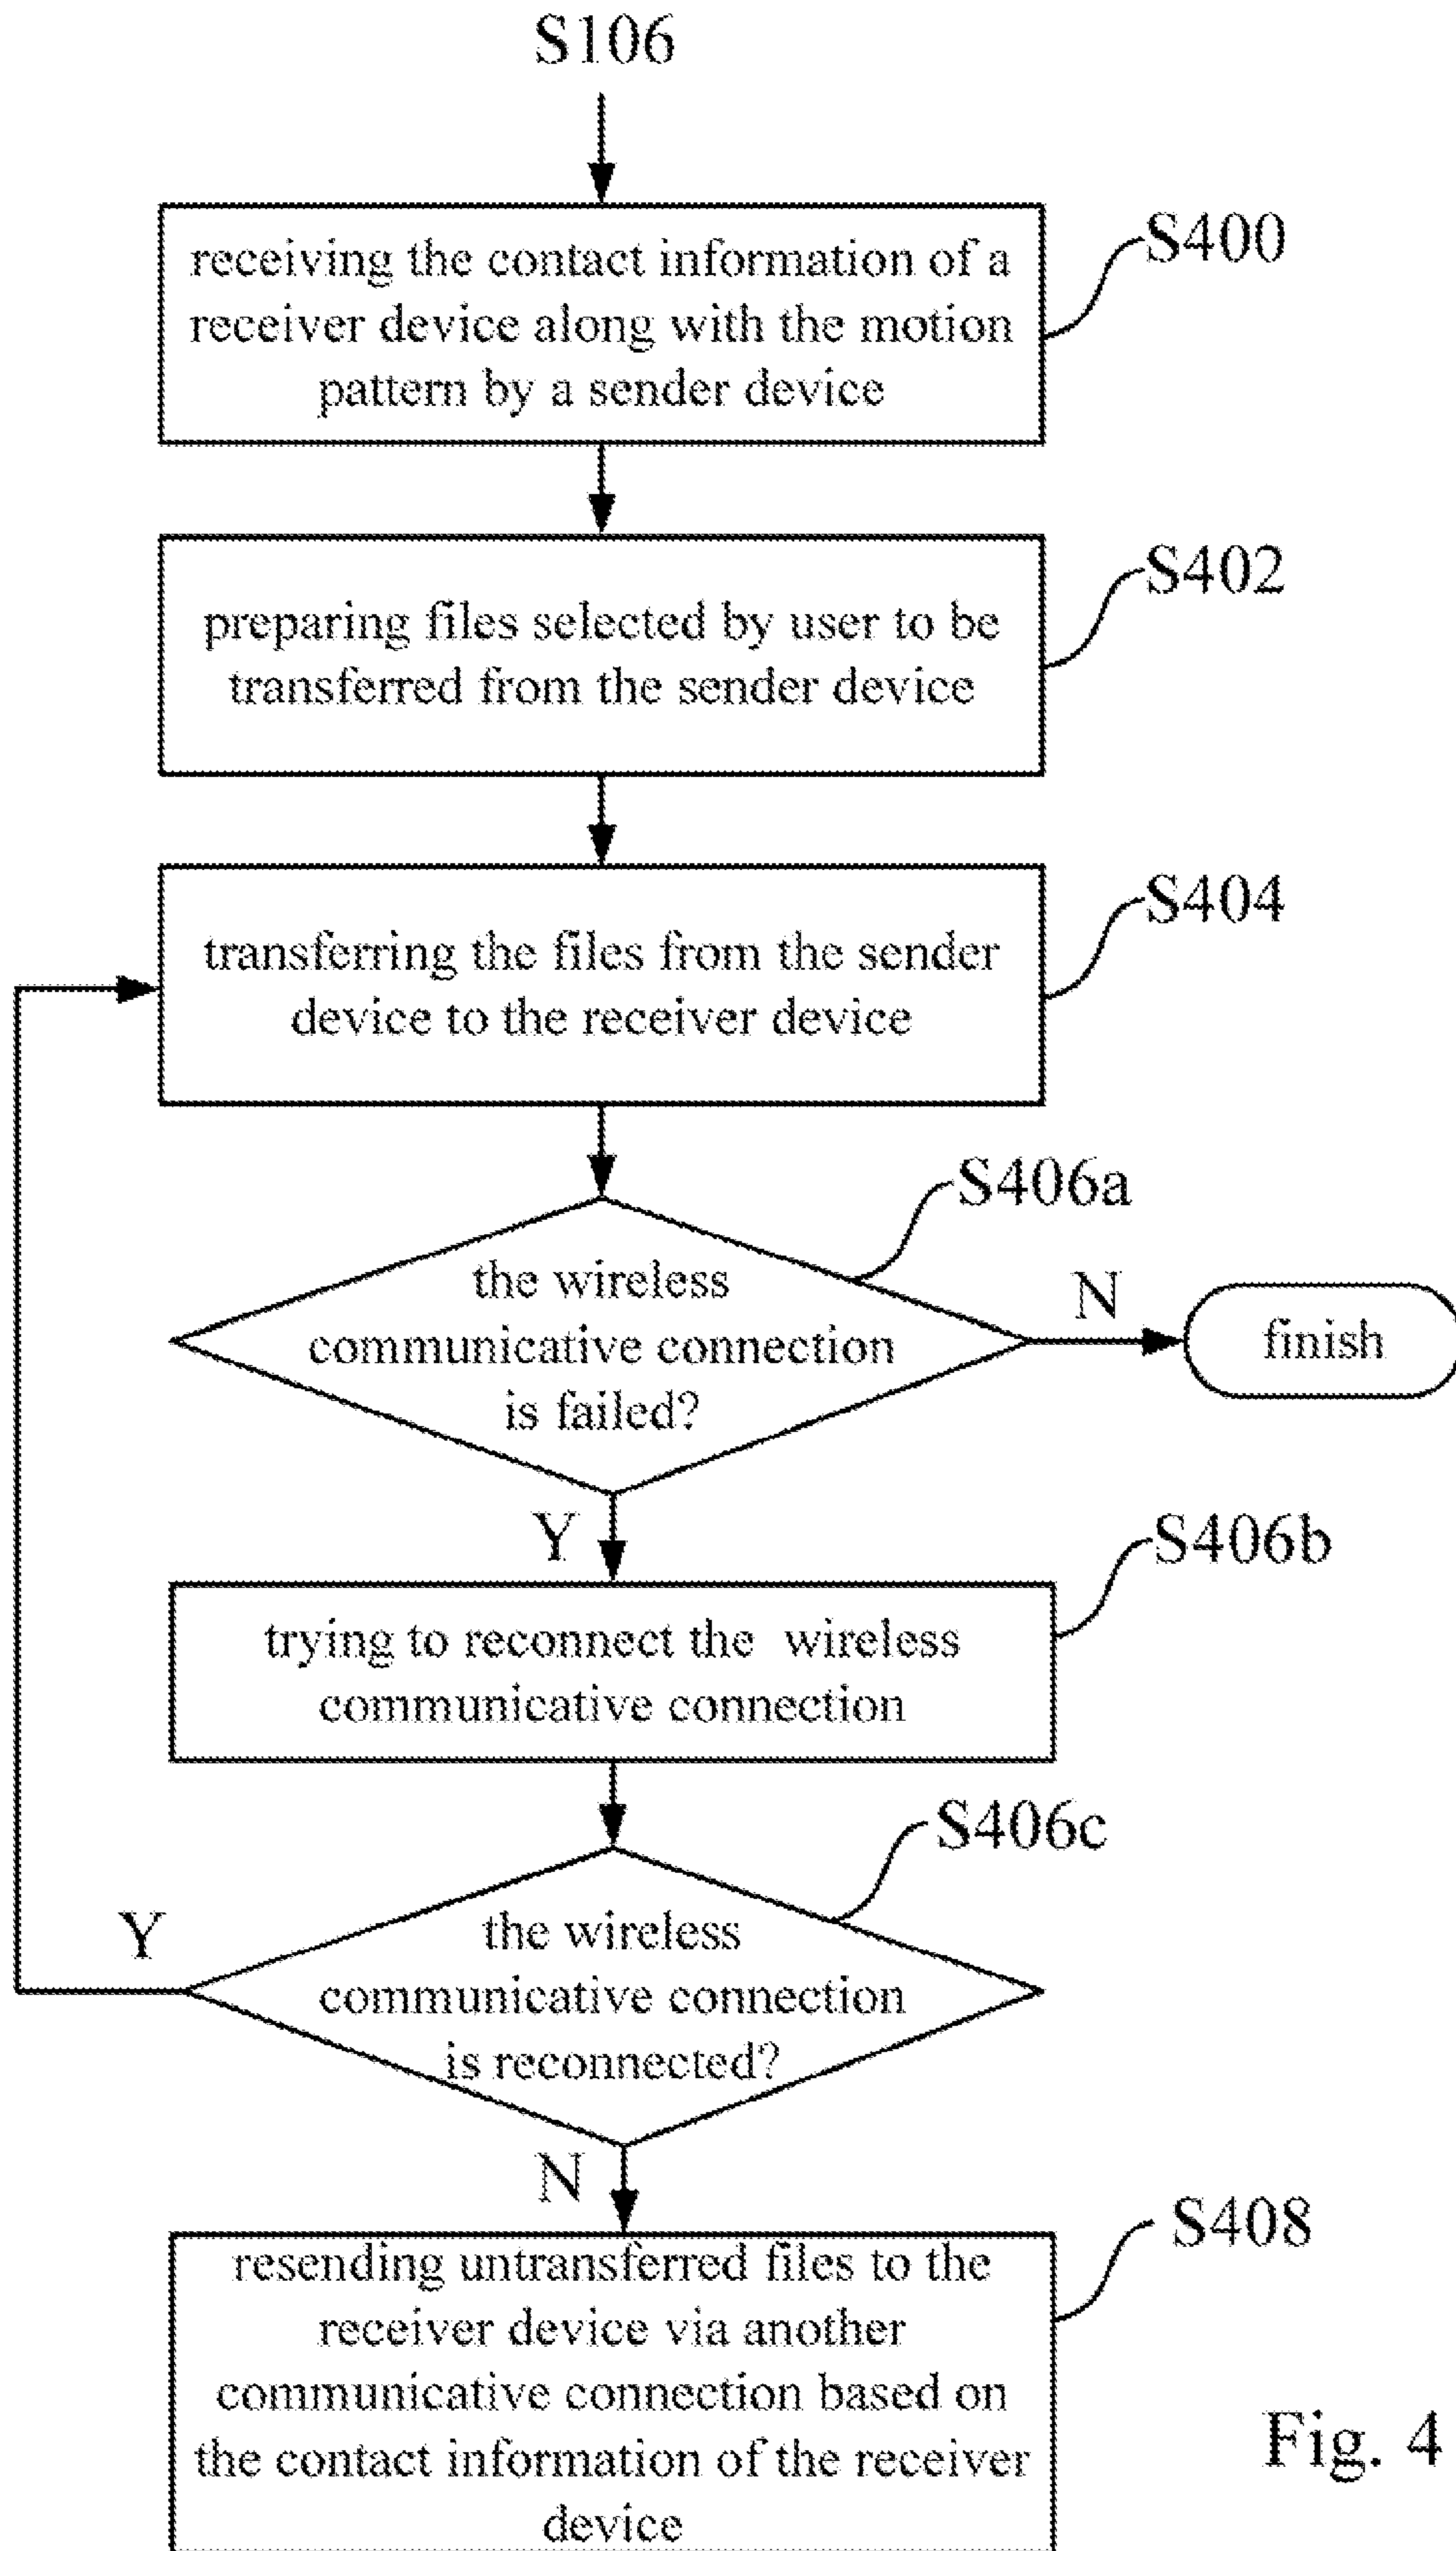 S106
receiving the contact information of a
receiver device along with the motion
pattern by a sender device
S400
preparing files selected by user to be
transferred from the sender device
S402
transferring the files from the sender
device to the receiver device
S404
the wireless
communicative connection
is failed?
S406a
N
finish
Y
trying to reconnect the wireless
communicative connection
S406b
the wireless
communicative connection
is reconnected?
S406c
Y
N
resending untransferred files to the
receiver device via another
communicative connection based on
the contact information of the receiver
device
S408
Fig. 4